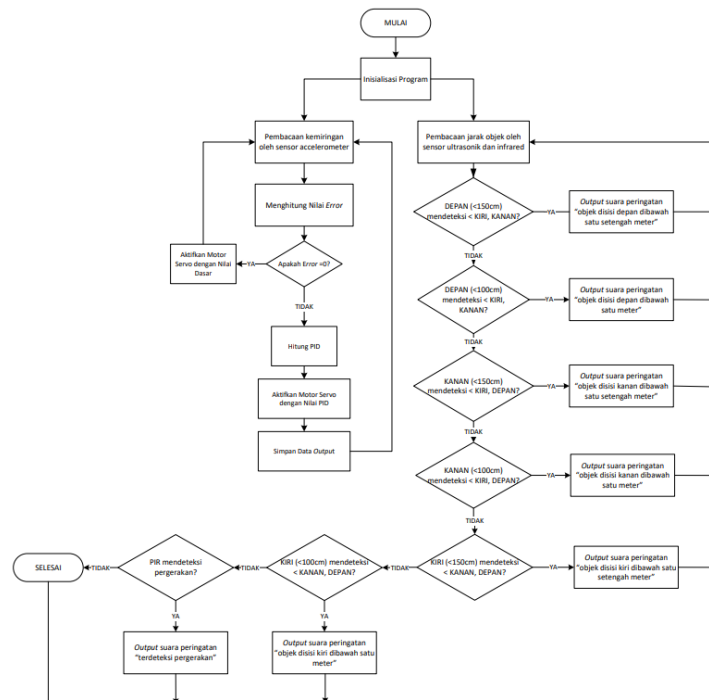 MULAI
Inisialisasi Program
Pembacaan kemiringan
oleh sensor accelerometer
Menghitung Nilai Error
Apakah Error =0?
YA
Aktifkan Motor
Servo dengan Nilai
Dasar
TIDAK
Hitung PID
Aktifkan Motor Servo
dengan Nilai PID
Simpan Data Output
Pembacaan jarak objek oleh
sensor ultrasonik dan infrared
DEPAN (<150cm)
mendeteksi < KIRI, KANAN?
YA
Output suara peringatan
"objek disisi depan dibawah
satu setengah meter"
TIDAK
DEPAN (<100cm)
mendeteksi < KIRI,
KANAN?
YA
Output suara peringatan
"objek disisi depan dibawah
satu meter"
TIDAK
KANAN (<150cm)
mendeteksi < KIRI, DEPAN?
YA
Output suara peringatan
"objek disisi kanan dibawah
satu setengah meter"
TIDAK
KANAN (<100cm)
mendeteksi < KIRI, DEPAN?
YA
Output suara peringatan
"objek disisi kanan dibawah
satu meter"
TIDAK
KIRI (<150cm) mendeteksi
< KANAN, DEPAN?
YA
Output suara peringatan
"objek disisi kiri dibawah satu
setengah meter"
TIDAK
KIRI (<100cm) mendeteksi
< KANAN, DEPAN?
YA
Output suara peringatan
"objek disisi kiri dibawah satu
meter"
TIDAK
PIR mendeteksi
pergerakan?
YA
Output suara peringatan
"terdeteksi pergerakan"
TIDAK
SELESAI